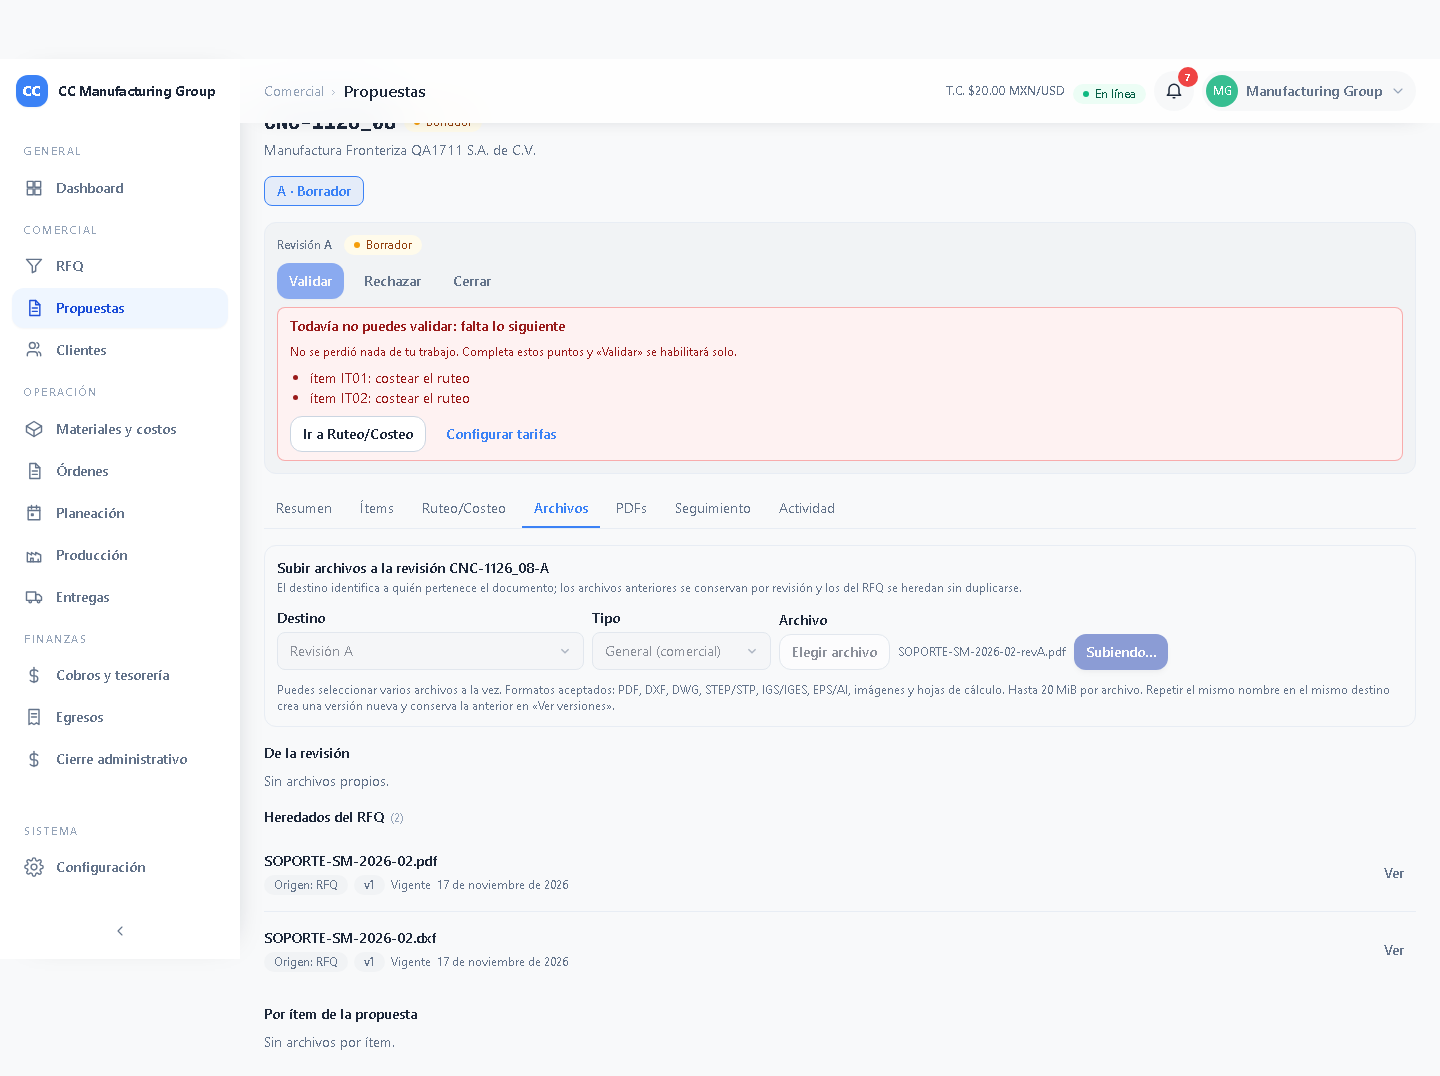 CC
CC Manufacturing Group
Comercial › Propuestas
T.C. $20.00 MXN/USD
En línea
7
MG
Manufacturing Group
GENERAL
Dashboard
COMERCIAL
RFQ
Propuestas
Clientes
OPERACIÓN
Materiales y costos
Órdenes
Planeación
Producción
Entregas
FINANZAS
Cobros y tesorería
Egresos
Cierre administrativo
SISTEMA
Configuración
CNC-1126_08
Borrador
Manufactura Fronteriza QA1711 S.A. de C.V.
A · Borrador
Revisión A
Borrador
Validar
Rechazar
Cerrar
Todavía no puedes validar: falta lo siguiente
No se perdió nada de tu trabajo. Completa estos puntos y «Validar» se habilitará solo.
• ítem IT01: costear el ruteo
• ítem IT02: costear el ruteo
Ir a Ruteo/Costeo
Configurar tarifas
Resumen
Ítems
Ruteo/Costeo
Archivos
PDFs
Seguimiento
Actividad
Subir archivos a la revisión CNC-1126_08-A
El destino identifica a quién pertenece el documento; los archivos anteriores se conservan por revisión y los del RFQ se heredan sin duplicarse.
Destino
Revisión A
Tipo
General (comercial)
Archivo
Elegir archivo
SOPORTE-SM-2026-02-revA.pdf
Subiendo...
Puedes seleccionar varios archivos a la vez. Formatos aceptados: PDF, DXF, DWG, STEP/STP, IGS/IGES, EPS/AI, imágenes y hojas de cálculo. Hasta 20 MiB por archivo. Repetir el mismo nombre en el mismo destino
crea una versión nueva y conserva la anterior en «Ver versiones».
De la revisión
Sin archivos propios.
Heredados del RFQ (2)
SOPORTE-SM-2026-02.pdf
Origen: RFQ v1 Vigente 17 de noviembre de 2026
Ver
SOPORTE-SM-2026-02.dxf
Origen: RFQ v1 Vigente 17 de noviembre de 2026
Ver
Por ítem de la propuesta
Sin archivos por ítem.